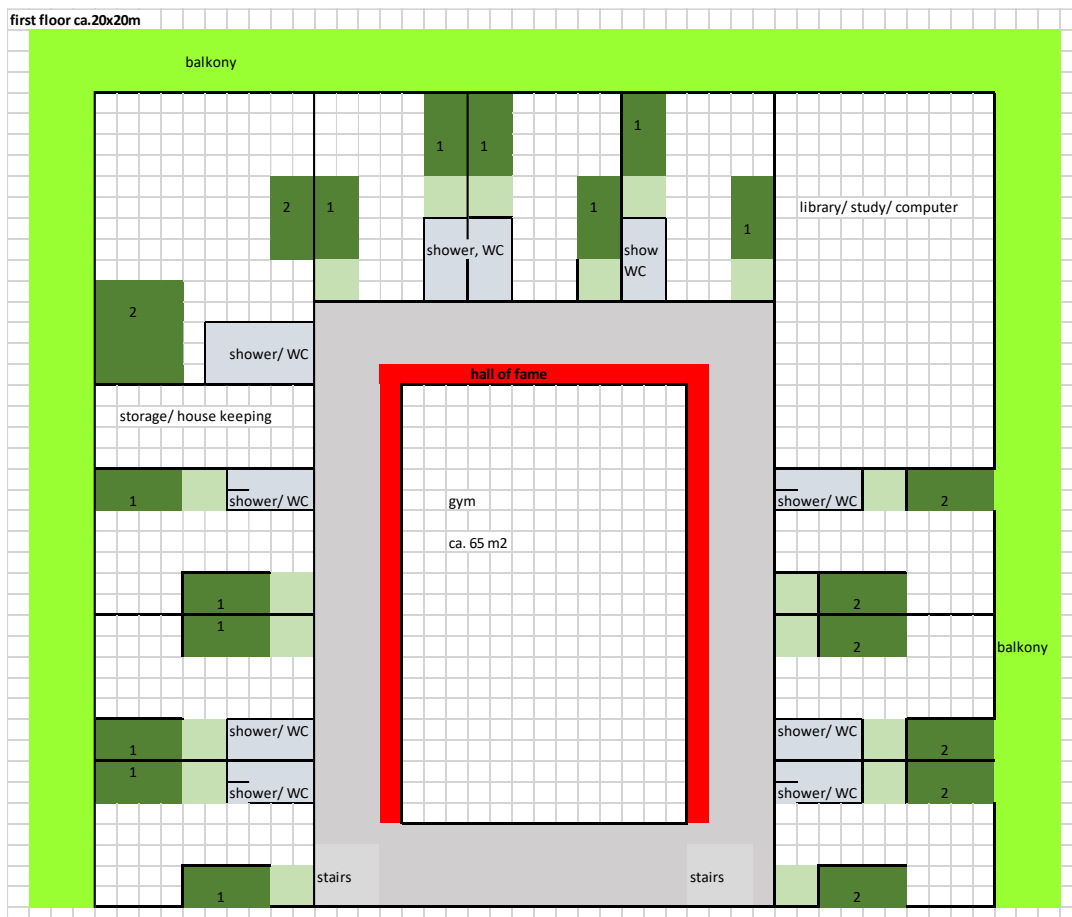 first floor ca.20x20m
balkony
1
1
1
2
1
1
1
library/ study/ computer
shower, WC
show
WC
2
shower/ WC
hall of fame
storage/ house keeping
1
shower/ WC
gym
shower/ WC
2
ca. 65 m2
1
2
1
2
balkony
shower/ WC
shower/ WC
1
2
1
shower/ WC
shower/ WC
2
stairs
stairs
1
2